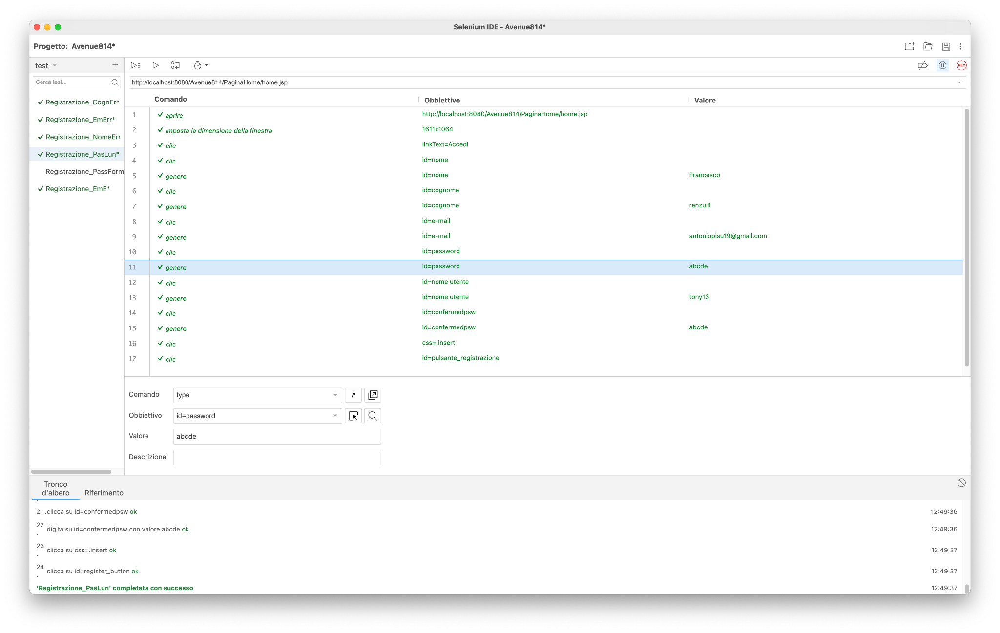 Selenium IDE - Avenue814*
Progetto: Avenue814*
test
Cerca test...
Registrazione_CognErr
Registrazione_EmErr*
Registrazione_NomeErr
Registrazione_PasLun*
Registrazione_PassForm
Registrazione_EmE*
REC
http://localhost:8080/Avenue814/PaginaHome/home.jsp
Comando Obbiettivo Valore
1 aprire http://localhost:8080/Avenue814/PaginaHome/home.jsp
2 imposta la dimensione della finestra 1611x1064
3 clic linkText=Accedi
4 clic id=nome
5 genere id=nome Francesco
6 clic id=cognome
7 genere id=cognome renzulli
8 clic id=e-mail
9 genere id=e-mail antoniopisu19@gmail.com
10 clic id=password
11 genere id=password abcde
12 clic id=nome utente
13 genere id=nome utente tony13
14 clic id=confermedpsw
15 genere id=confermedpsw abcde
16 clic css=.insert
17 clic id=pulsante_registrazione
Comando type //
Obbiettivo id=password
Valore abcde
Descrizione
Tronco
d'albero Riferimento
21 .clicca su id=confermedpsw ok 12:49:36
22 . digita su id=confermedpsw con valore abcde ok 12:49:36
23 . clicca su css=.insert ok 12:49:37
24 . clicca su id=register_button ok 12:49:37
'Registrazione_PasLun' completata con successo 12:49:37